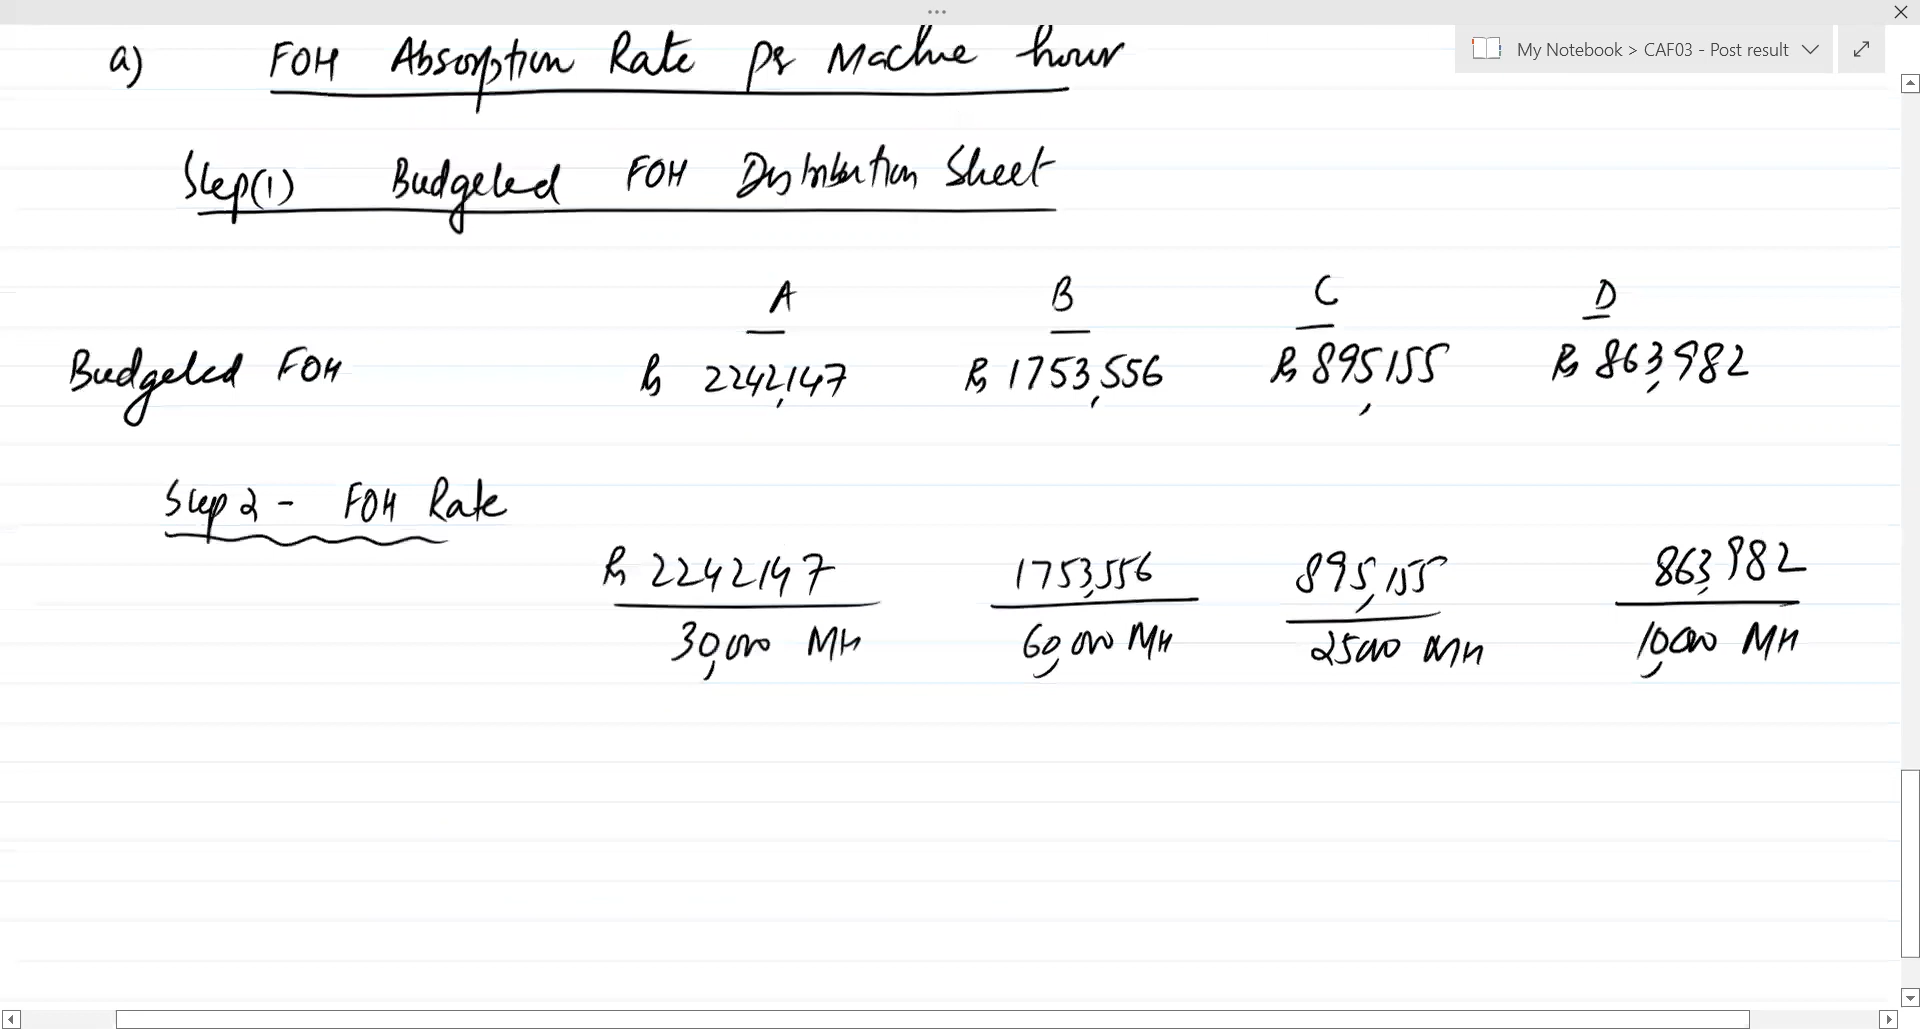 My Notebook > CAF03 - Post result
a) FOH Absorption Rate per Machine hour
Step(1) Budgeted FOH Distribution Sheet
A B C D
Budgeted FOH Rs 2242,147 Rs 1753,556 Rs 895,155 Rs 863,982
Step 2 - FOH Rate
Rs 2242147 1753,556 895,155 863,982
30,000 MH 60,000 MH 25000 MH 10,000 MH